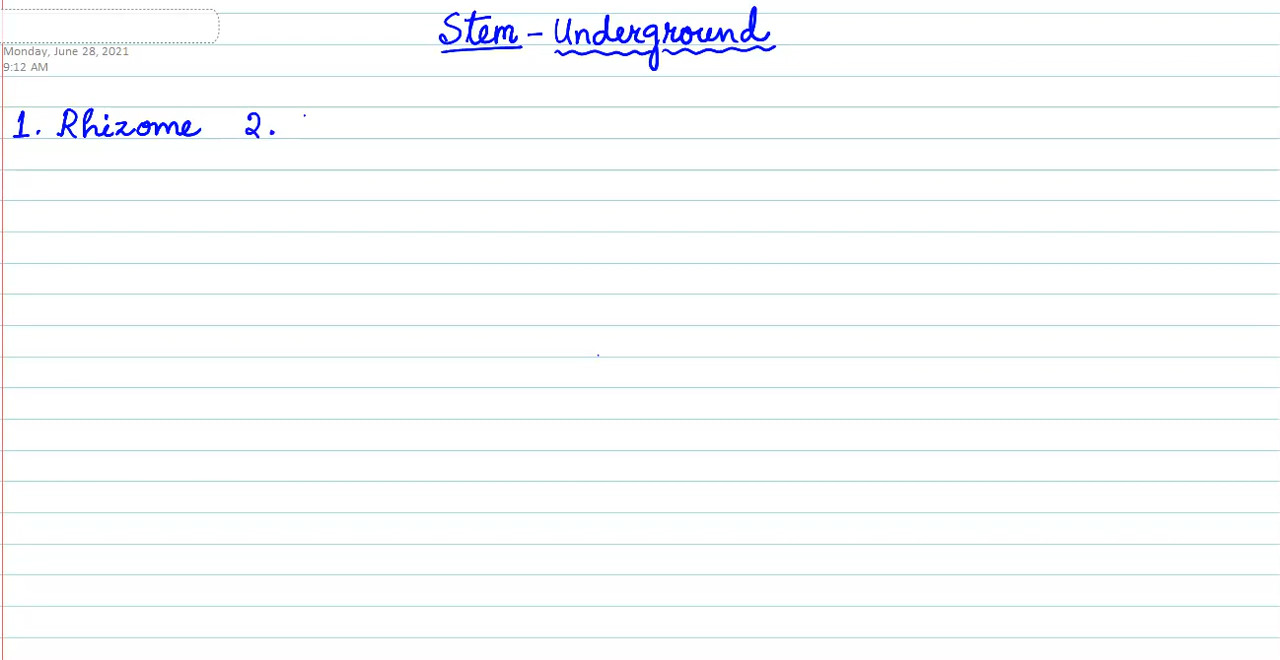 Stem - Underground
Monday, June 28, 2021
9:12 AM
1. Rhizome 2.